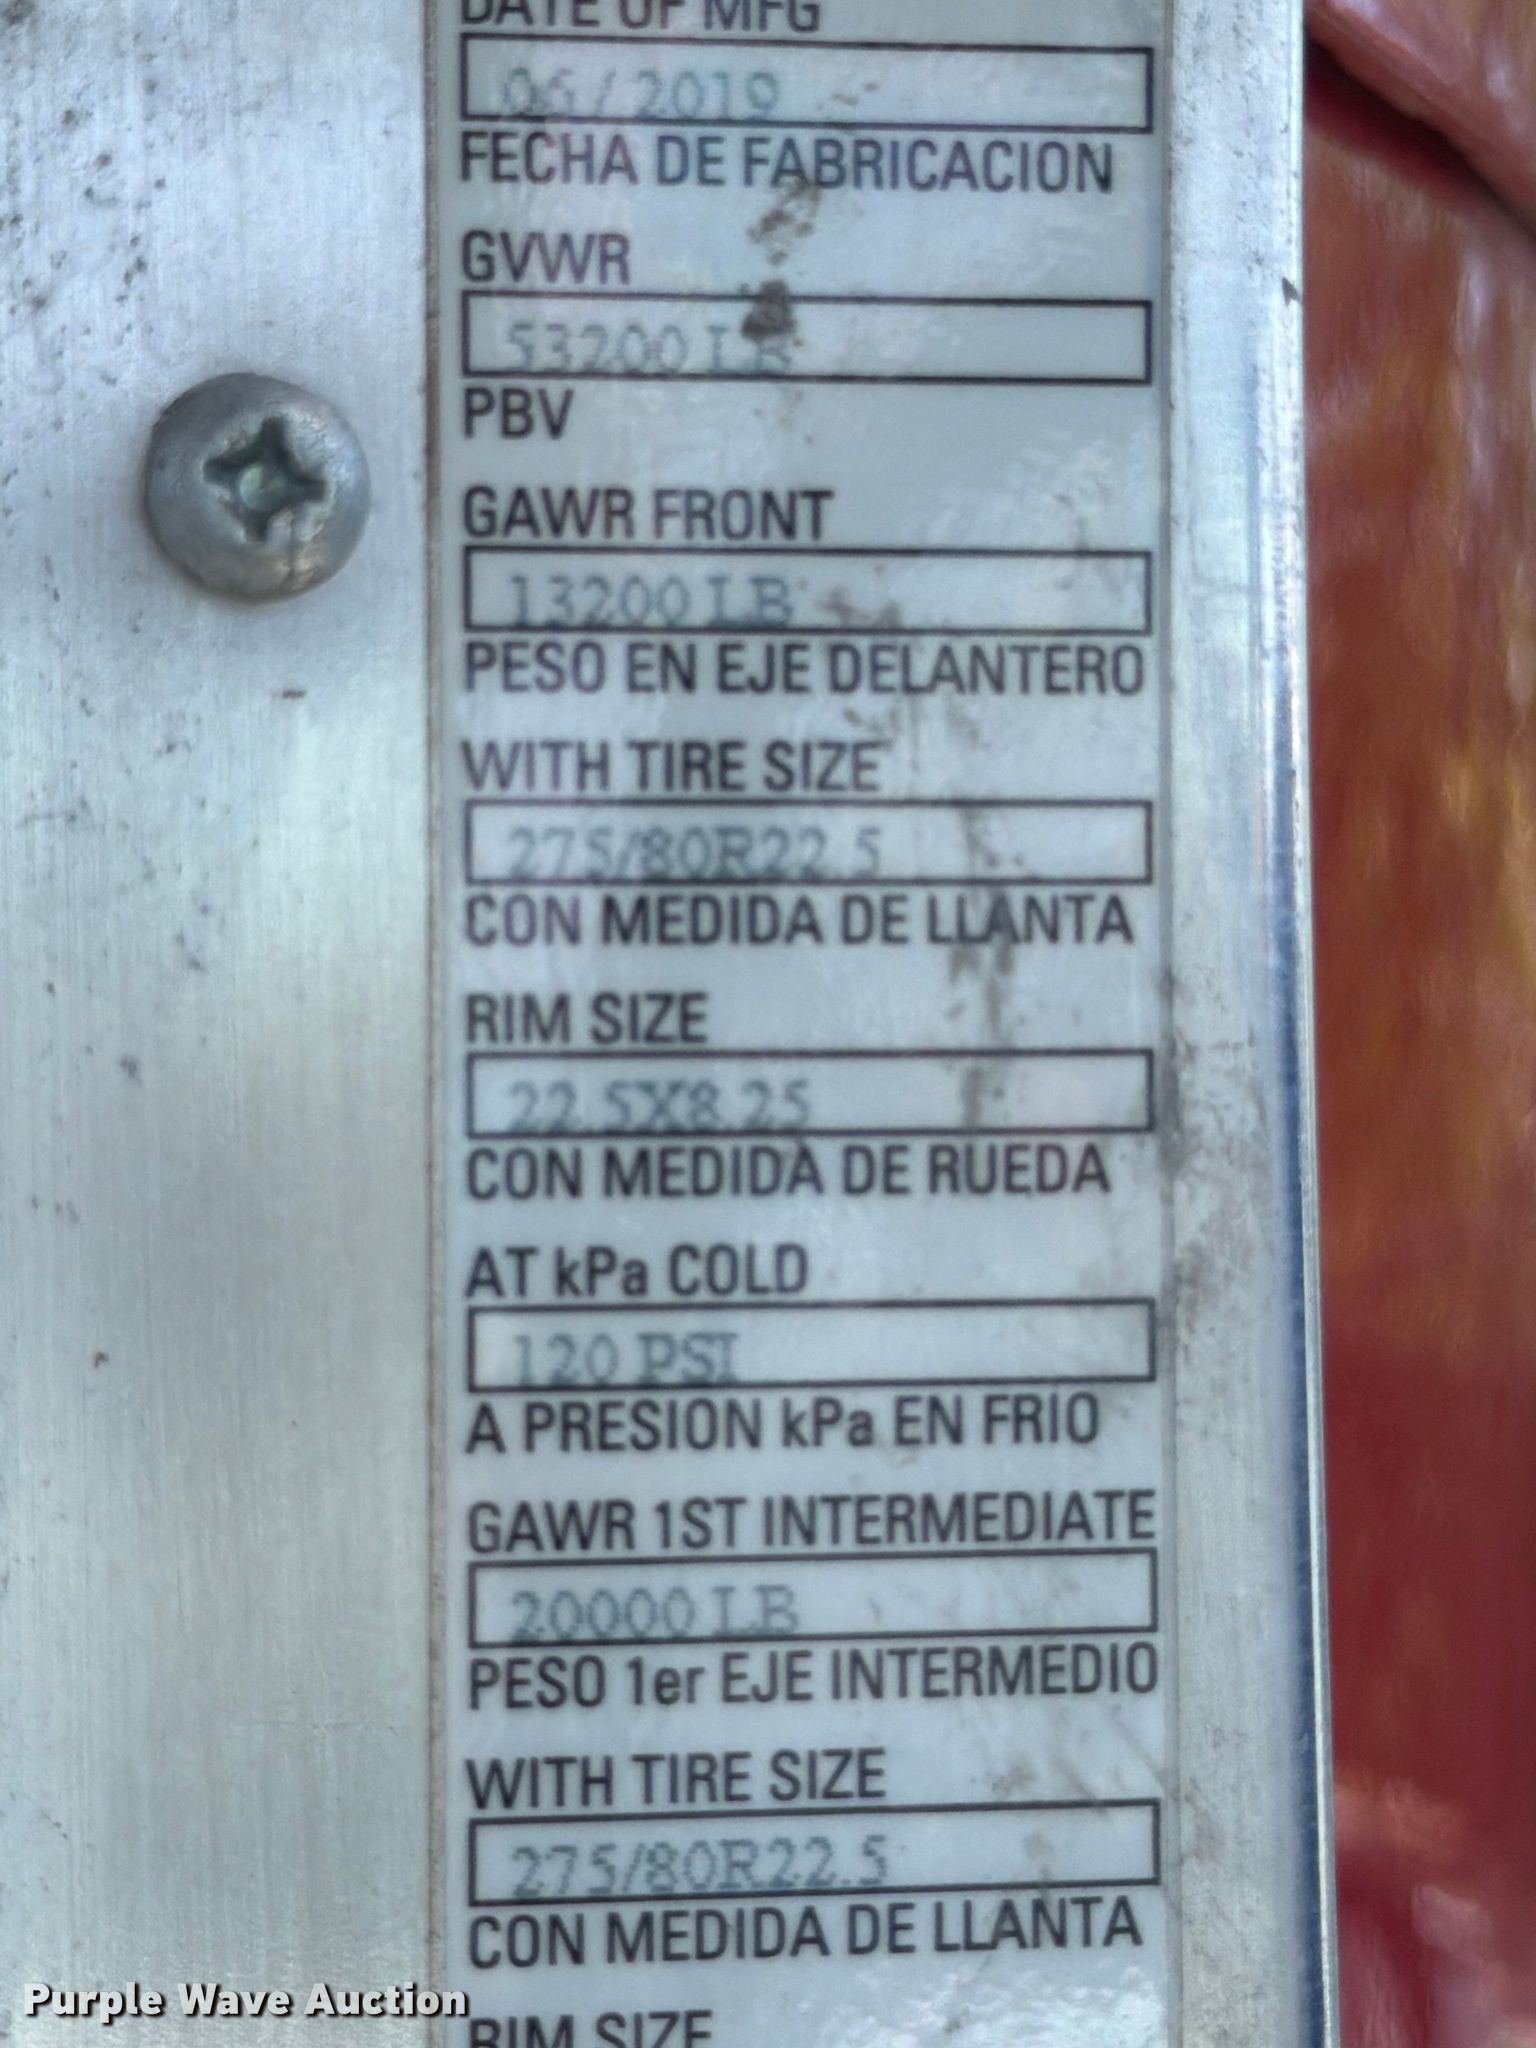 DATE OF MFG
06 / 2019
FECHA DE FABRICACION
GVWR
53200 LB
PBV
GAWR FRONT
13200 LB
PESO EN EJE DELANTERO
WITH TIRE SIZE
275/80R22.5
CON MEDIDA DE LLANTA
RIM SIZE
22.5X8.25
CON MEDIDA DE RUEDA
AT kPa COLD
120 PSI
A PRESION kPa EN FRIO
GAWR 1ST INTERMEDIATE
20000 LB
PESO 1er EJE INTERMEDIO
WITH TIRE SIZE
275/80R22.5
CON MEDIDA DE LLANTA
RIM SIZE
Purple Wave Auction